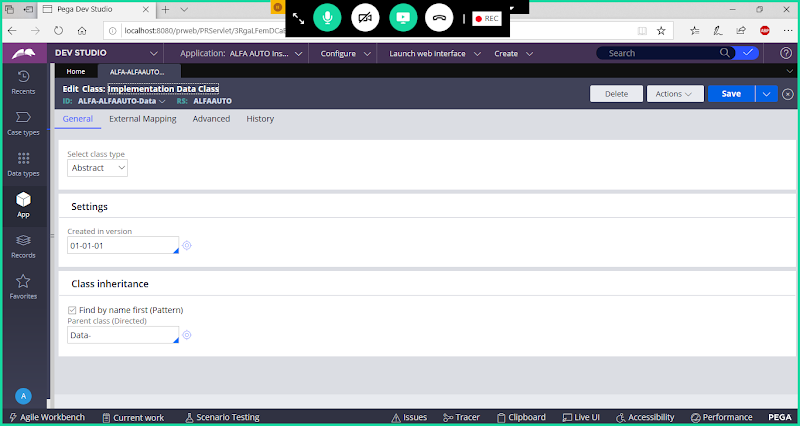 Pega Dev Studio
REC
localhost:8080/prweb/PRServlet/3RgaLFemDCa
DEV STUDIO
Application: ALFA AUTO Ins...
Configure
Launch web interface
Create
Search
Home
ALFA-ALFAAUTO...
Recents
Case types
Data types
App
Records
Favorites
A
Edit Class: Implementation Data Class
ID: ALFA-ALFAAUTO-Data RS: ALFAAUTO
Delete
Actions
Save
General
External Mapping
Advanced
History
Select class type
Abstract
Settings
Created in version
01-01-01
Class inheritance
Find by name first (Pattern)
Parent class (Directed)
Data-
Agile Workbench
Current work
Scenario Testing
Issues
Tracer
Clipboard
Live UI
Accessibility
Performance
PEGA